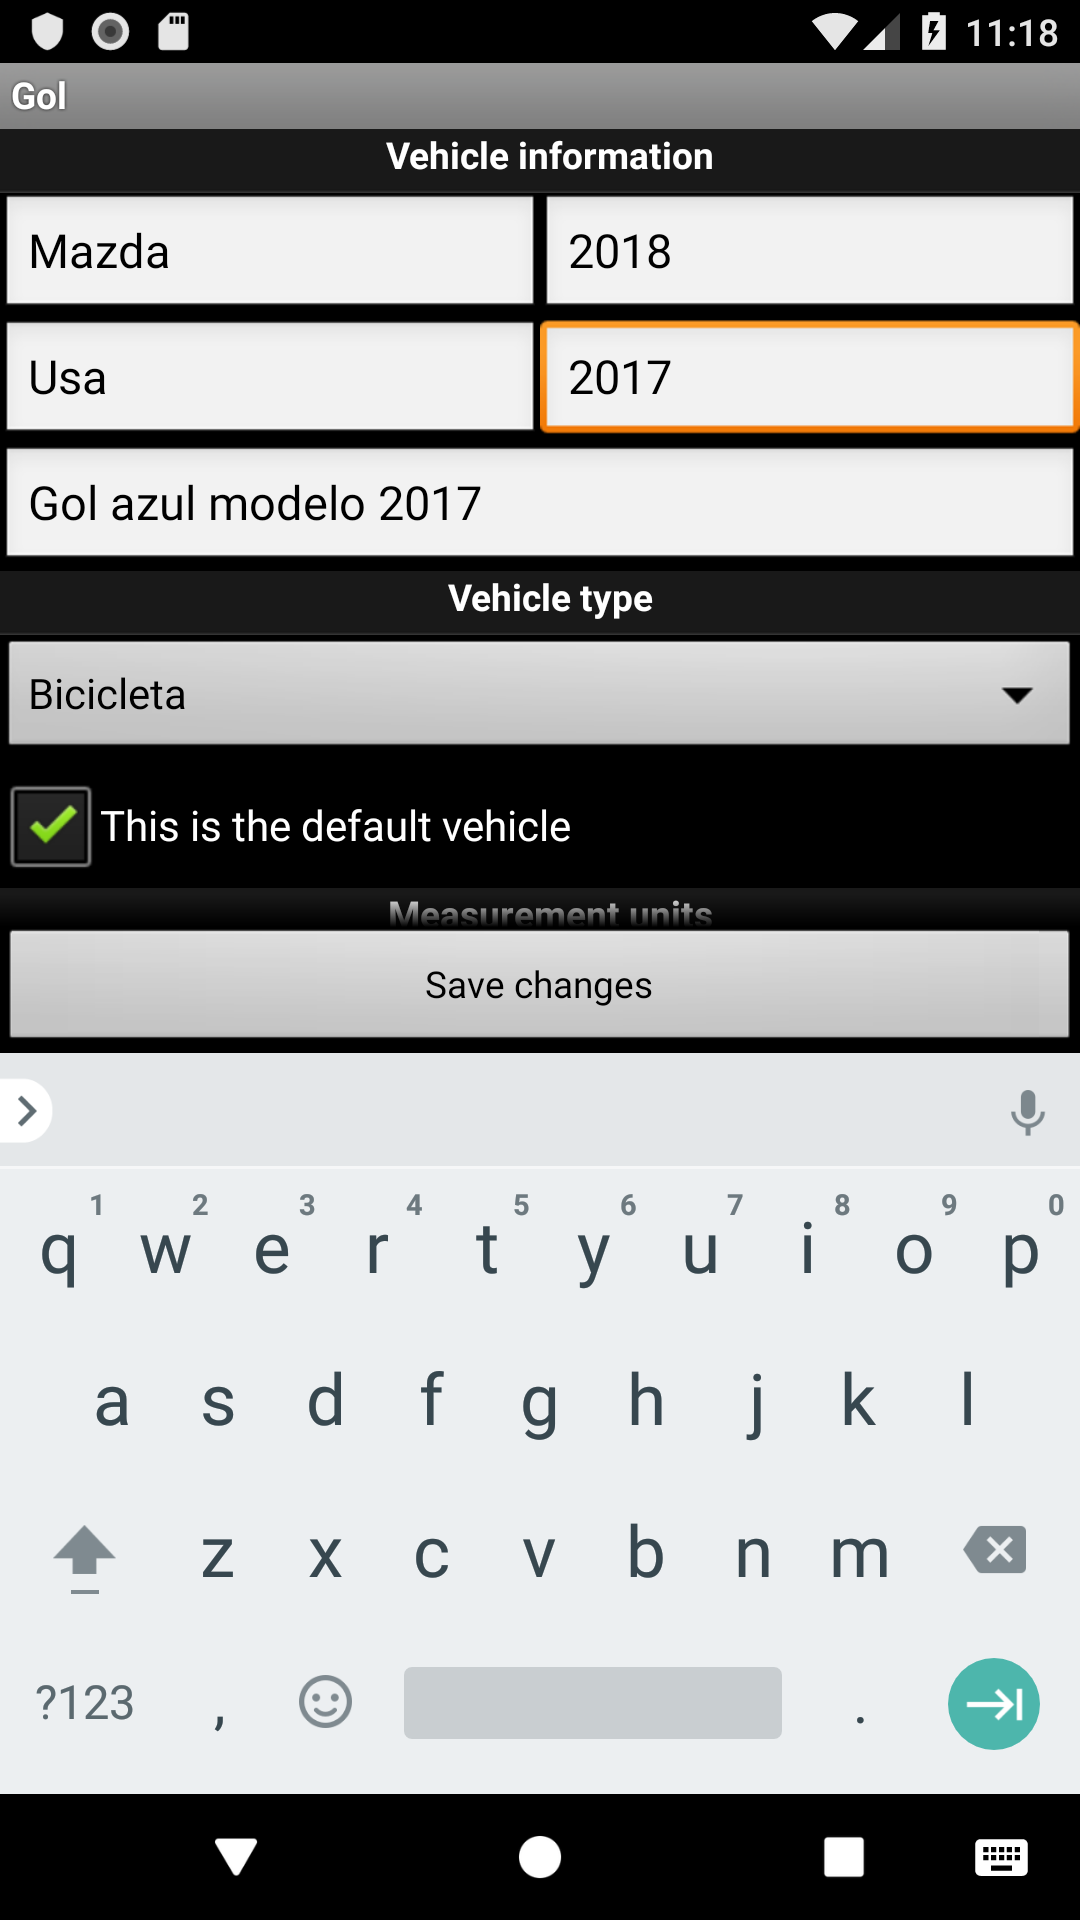 11:18
Gol
Vehicle information
Mazda 2018
Usa 2017
Gol azul modelo 2017
Vehicle type
Bicicleta
This is the default vehicle
Measurement units
Save changes
1 2 3 4 5 6 7 8 9 0
q w e r t y u i o p
a s d f g h j k l
z x c v b n m
?123 , .